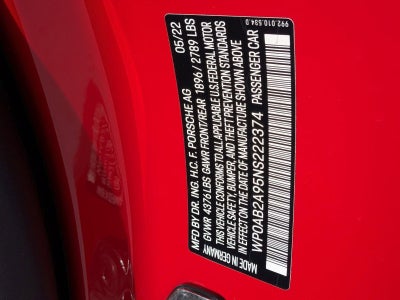 992.010.534.0
05/22
MFD BY DR. ING. H.C. F. PORSCHE AG
GVWR 4376 LBS GAWR FRONT/REAR 1896 / 2789 LBS
THIS VEHICLE CONFORMS TO ALL APPLICABLE U.S. FEDERAL MOTOR
VEHICLE SAFETY, BUMPER, AND THEFT PREVENTION STANDARDS
IN EFFECT ON THE DATE OF MANUFACTURE SHOWN ABOVE
WP0AB2A95NS222374 PASSENGER CAR
MADE IN GERMANY